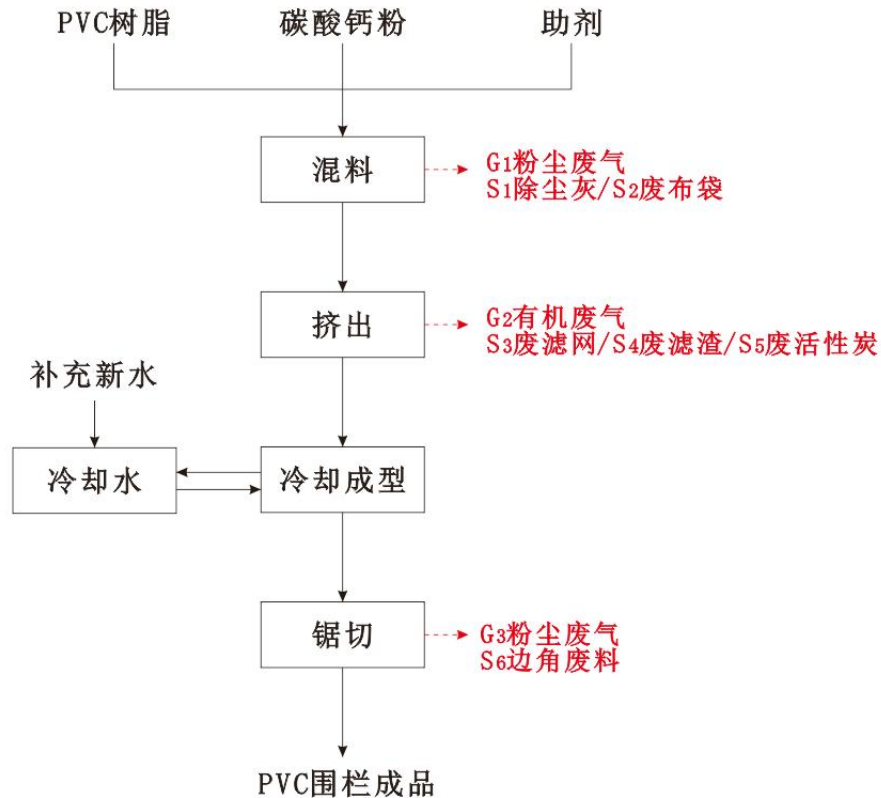 PVC树脂
碳酸钙粉
助剂
混料
G1粉尘废气
S1除尘灰/S2废布袋
挤出
G2有机废气
S3废滤网/S4废滤渣/S5废活性炭
补充新水
冷却水
冷却成型
锯切
G3粉尘废气
S6边角废料
PVC围栏成品